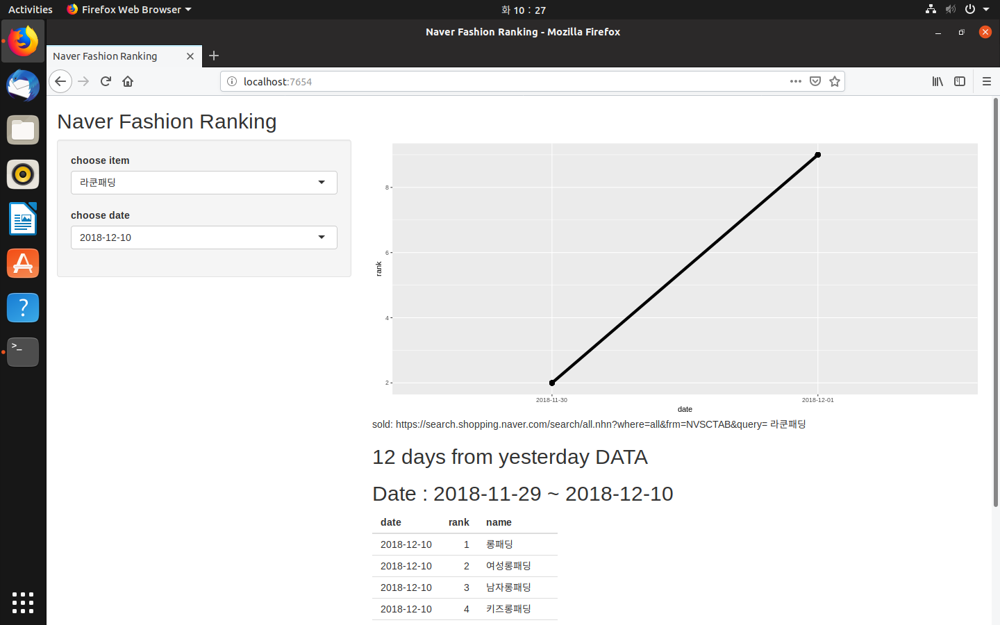 Activities
Firefox Web Browser
화 10 : 27
Naver Fashion Ranking - Mozilla Firefox
Naver Fashion Ranking
localhost:7654
Naver Fashion Ranking
choose item
라쿤패딩
choose date
2018-12-10
8
6
4
2
rank
2018-11-30
2018-12-01
date
sold: https://search.shopping.naver.com/search/all.nhn?where=all&frm=NVSCTAB&query= 라쿤패딩
12 days from yesterday DATA
Date : 2018-11-29 ~ 2018-12-10
date rank name
2018-12-10 1 롱패딩
2018-12-10 2 여성롱패딩
2018-12-10 3 남자롱패딩
2018-12-10 4 키즈롱패딩